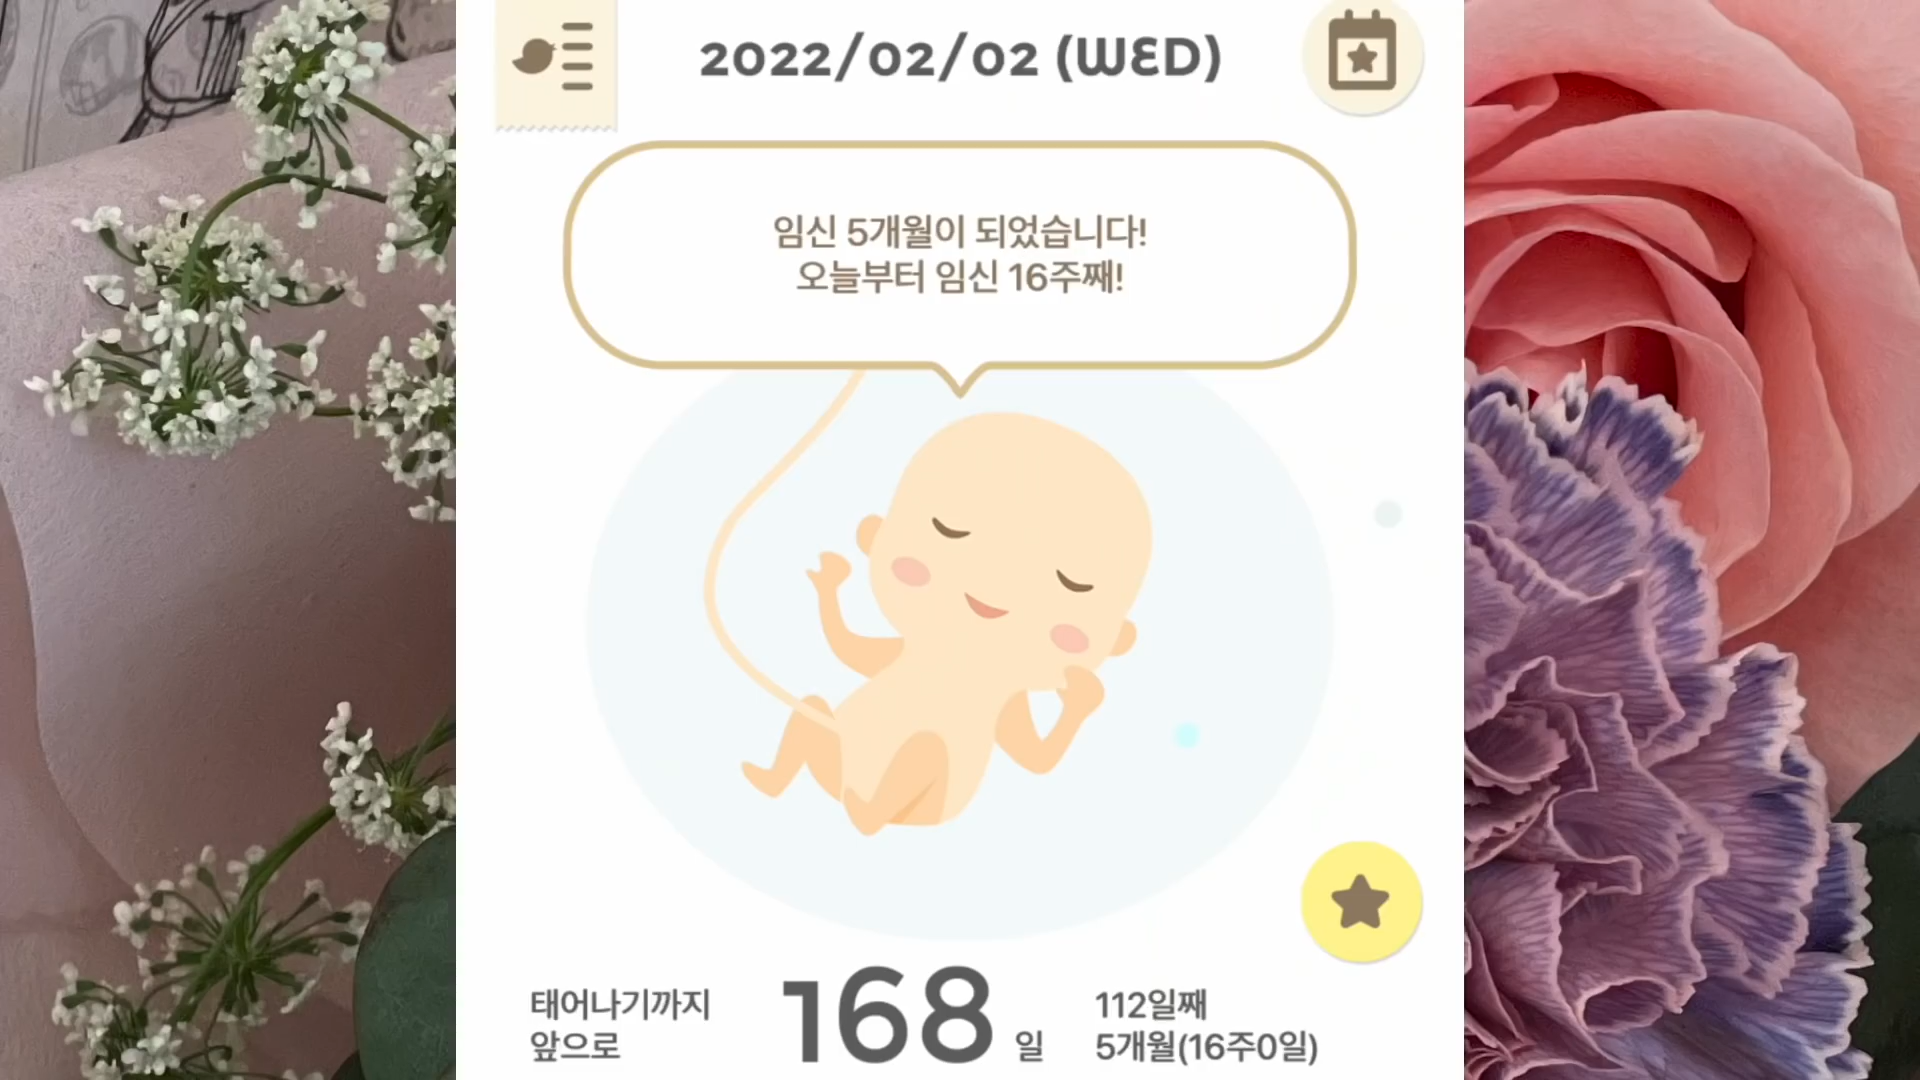 2022/02/02 (WED)
임신 5개월이 되었습니다!
오늘부터 임신 16주째!
태어나기까지
앞으로
168 일
112일째
5개월(16주0일)